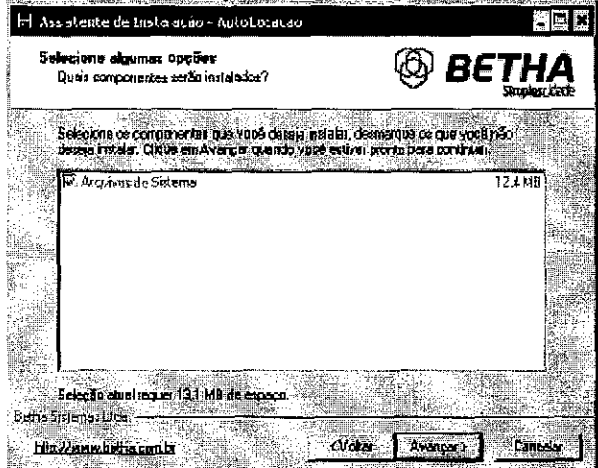 Assistente de Instalação - AutoLocacao
Selecione algumas opções
Quais componentes serão instalados?
BETHA
Simplescidade
Selecione os componentes que você deseja instalar, desmarque os que você não
deseja instalar. Clique em Avançar quando você estiver pronto para continuar.
Arquivos de Sistema 12,4 MB
Seleção atual requer 13,1 MB de espaço.
Betha Sistemas Ltda.
http://www.betha.com.br
< Voltar Avançar > Cancelar